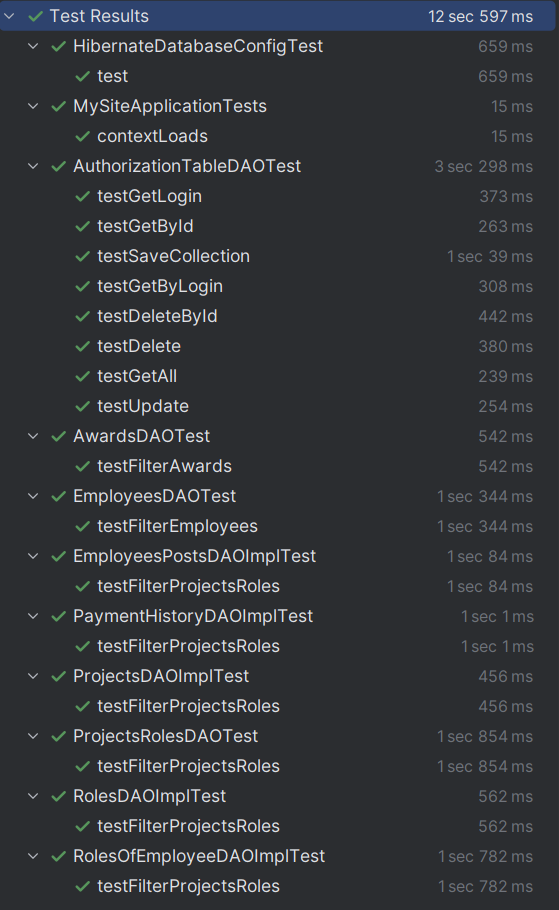 Test Results 12 sec 597 ms
HibernateDatabaseConfigTest 659 ms
test 659 ms
MySiteApplicationTests 15 ms
contextLoads 15 ms
AuthorizationTableDAOTest 3 sec 298 ms
testGetLogin 373 ms
testGetById 263 ms
testSaveCollection 1 sec 39 ms
testGetByLogin 308 ms
testDeleteById 442 ms
testDelete 380 ms
testGetAll 239 ms
testUpdate 254 ms
AwardsDAOTest 542 ms
testFilterAwards 542 ms
EmployeesDAOTest 1 sec 344 ms
testFilterEmployees 1 sec 344 ms
EmployeesPostsDAOImplTest 1 sec 84 ms
testFilterProjectsRoles 1 sec 84 ms
PaymentHistoryDAOImplTest 1 sec 1 ms
testFilterProjectsRoles 1 sec 1 ms
ProjectsDAOImplTest 456 ms
testFilterProjectsRoles 456 ms
ProjectsRolesDAOTest 1 sec 854 ms
testFilterProjectsRoles 1 sec 854 ms
RolesDAOImplTest 562 ms
testFilterProjectsRoles 562 ms
RolesOfEmployeeDAOImplTest 1 sec 782 ms
testFilterProjectsRoles 1 sec 782 ms